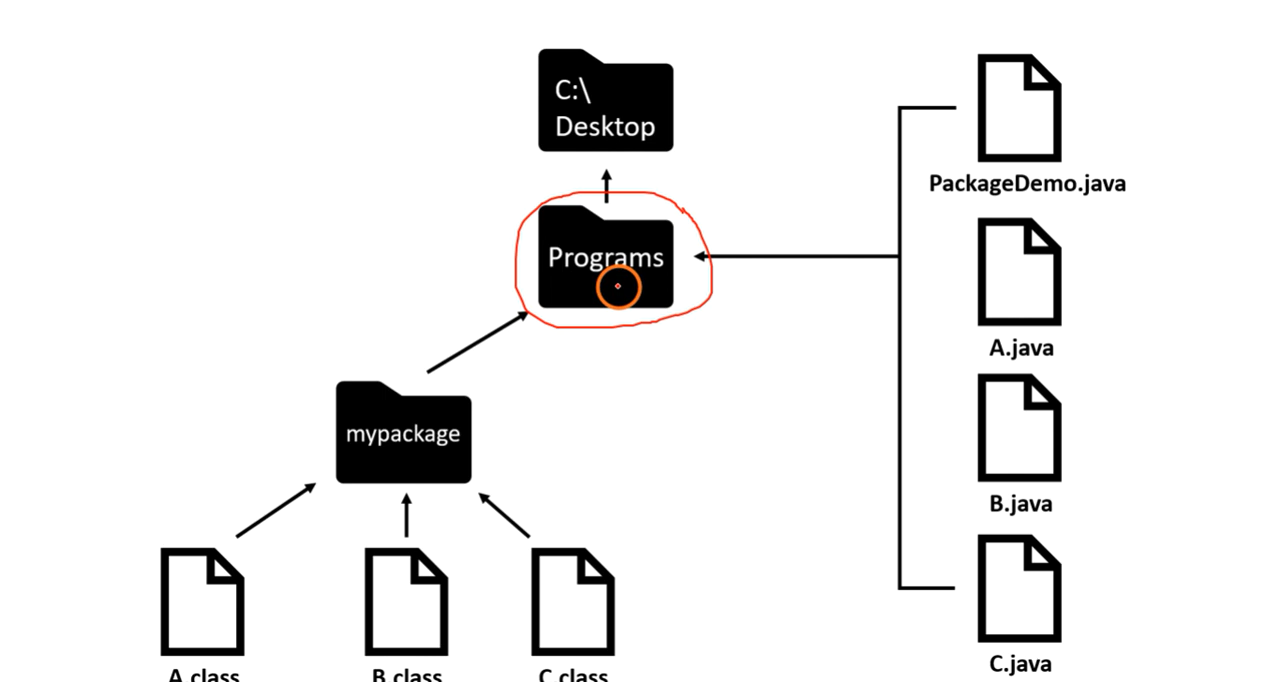 C:\
Desktop
PackageDemo.java
Programs
A.java
mypackage
B.java
A.class
B.class
C.class
C.java